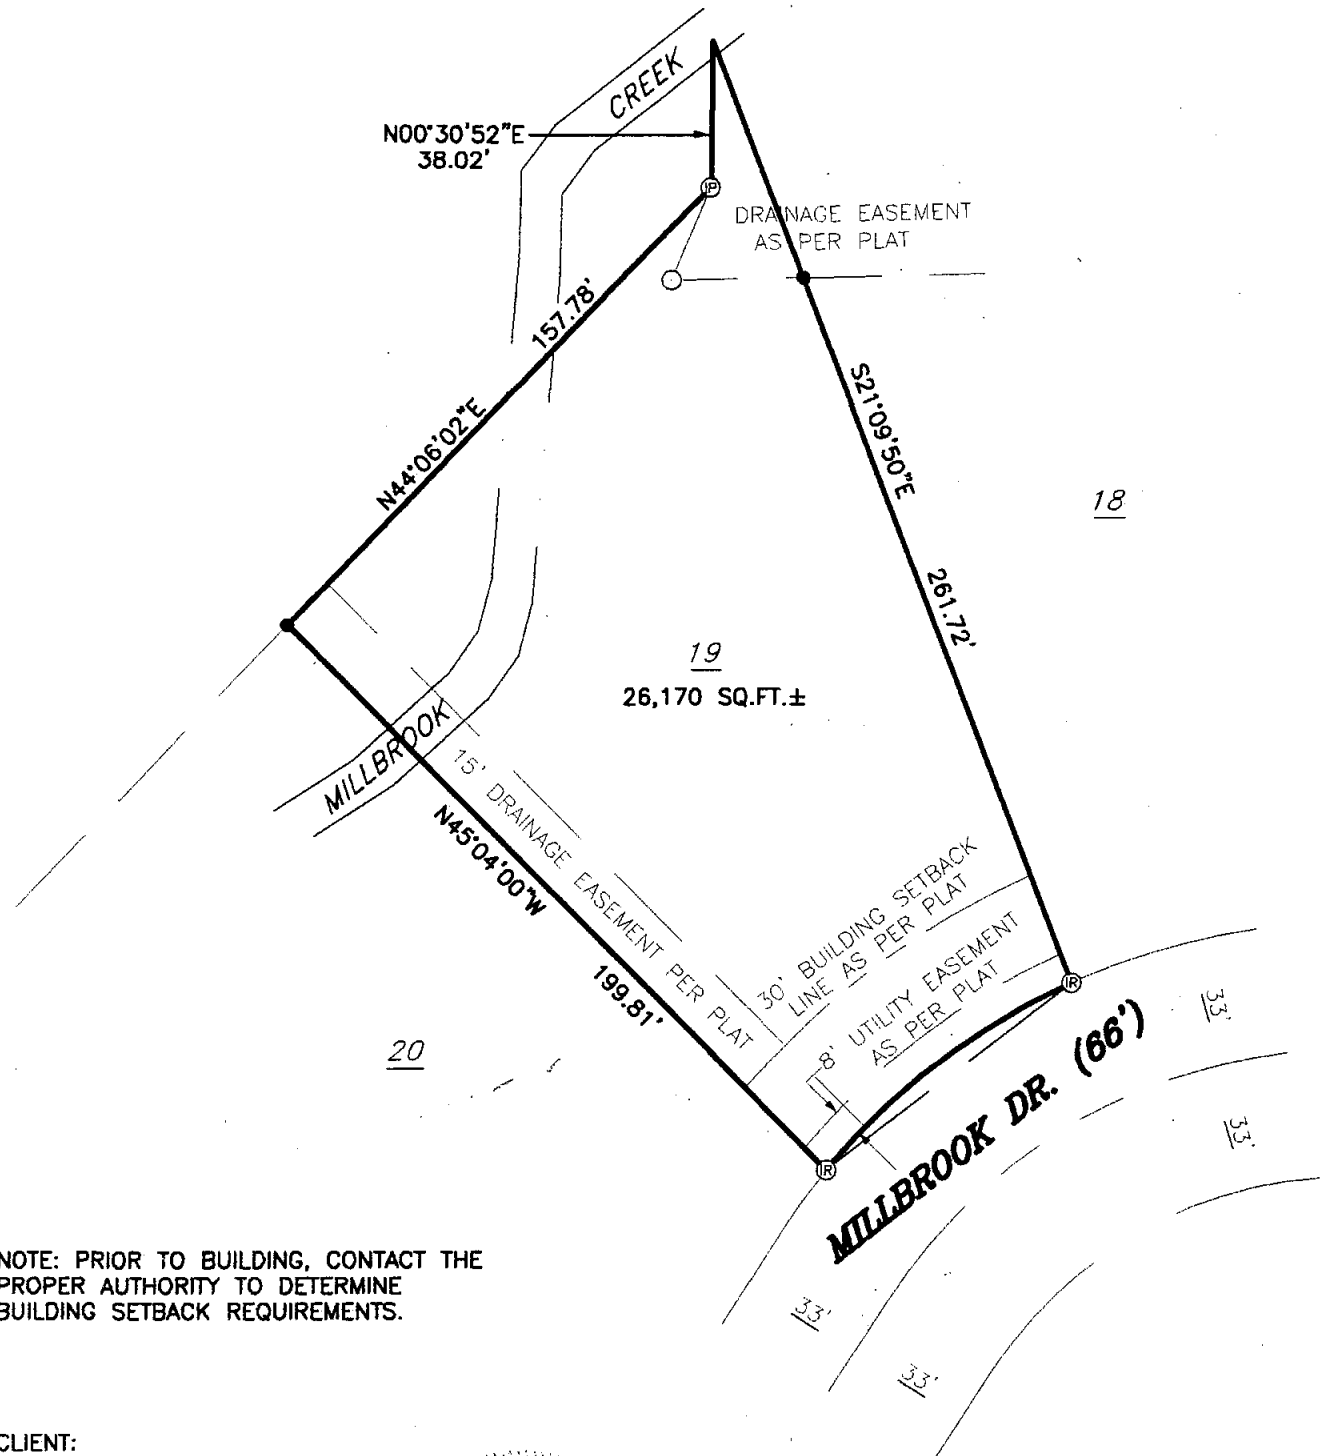 CREEK
N00°30'52"E
38.02'
IP
DRAINAGE EASEMENT
AS PER PLAT
157.78'
N44°06'02"E
S21°09'50"E
18
261.72'
19
26,170 SQ.FT.±
MILLBROOK
15' DRAINAGE EASEMENT PER PLAT
N45°04'00"W
199.81'
30' BUILDING SETBACK
LINE AS PER PLAT
8' UTILITY EASEMENT
AS PER PLAT
IR
33'
20
MILLBROOK DR. (66')
33'
IR
33'
33'
NOTE: PRIOR TO BUILDING, CONTACT THE
PROPER AUTHORITY TO DETERMINE
BUILDING SETBACK REQUIREMENTS.
CLIENT: